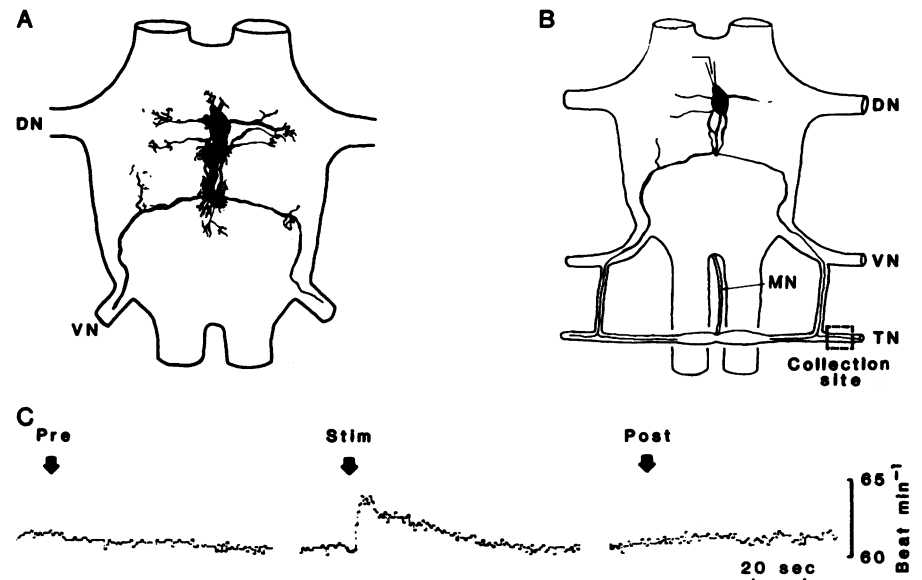 A
DN
VN
B
DN
VN
MN
TN
Collection
site
C
Pre
Stim
Post
65
60
Beat min⁻¹
20 sec